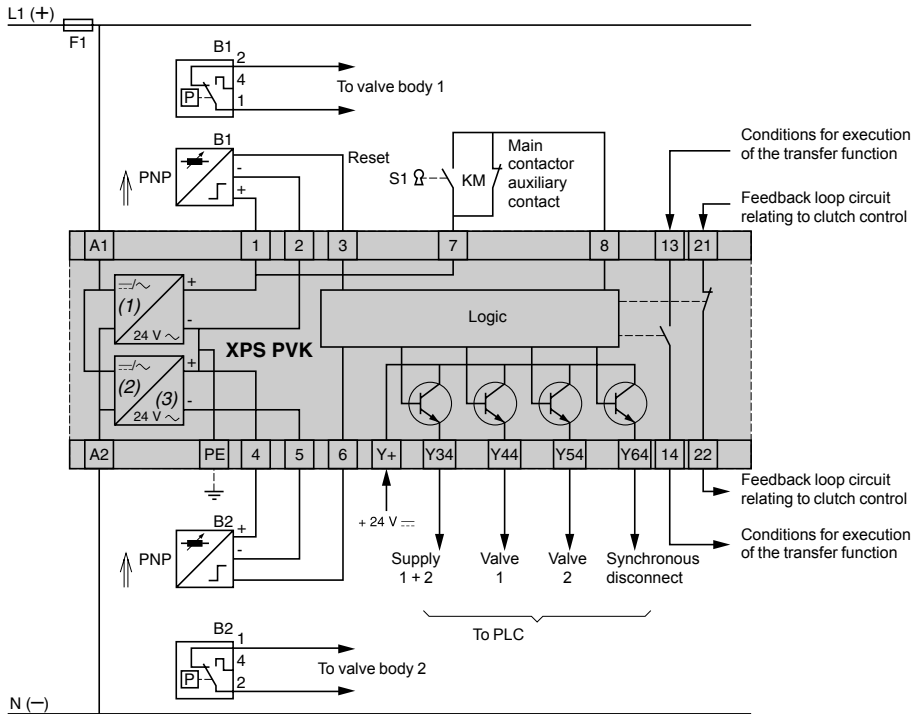 L1 (+)
F1
B1
2
4
1
P
To valve body 1
B1
PNP
-
+
Reset
S1
KM
Main
contactor
auxiliary
contact
Conditions for execution
of the transfer function
Feedback loop circuit
relating to clutch control
A1
1
2
3
7
8
13
21
(1)
+
-
24 V ~
Logic
XPS PVK
(2)
(3)
+
-
24 V ~
A2
PE
4
5
6
Y+
Y34
Y44
Y54
Y64
14
22
Feedback loop circuit
relating to clutch control
+ 24 V ⎓
B2
PNP
+
-
Supply
1 + 2
Valve
1
Valve
2
Synchronous
disconnect
Conditions for execution
of the transfer function
To PLC
B2
1
4
2
P
To valve body 2
N (—)